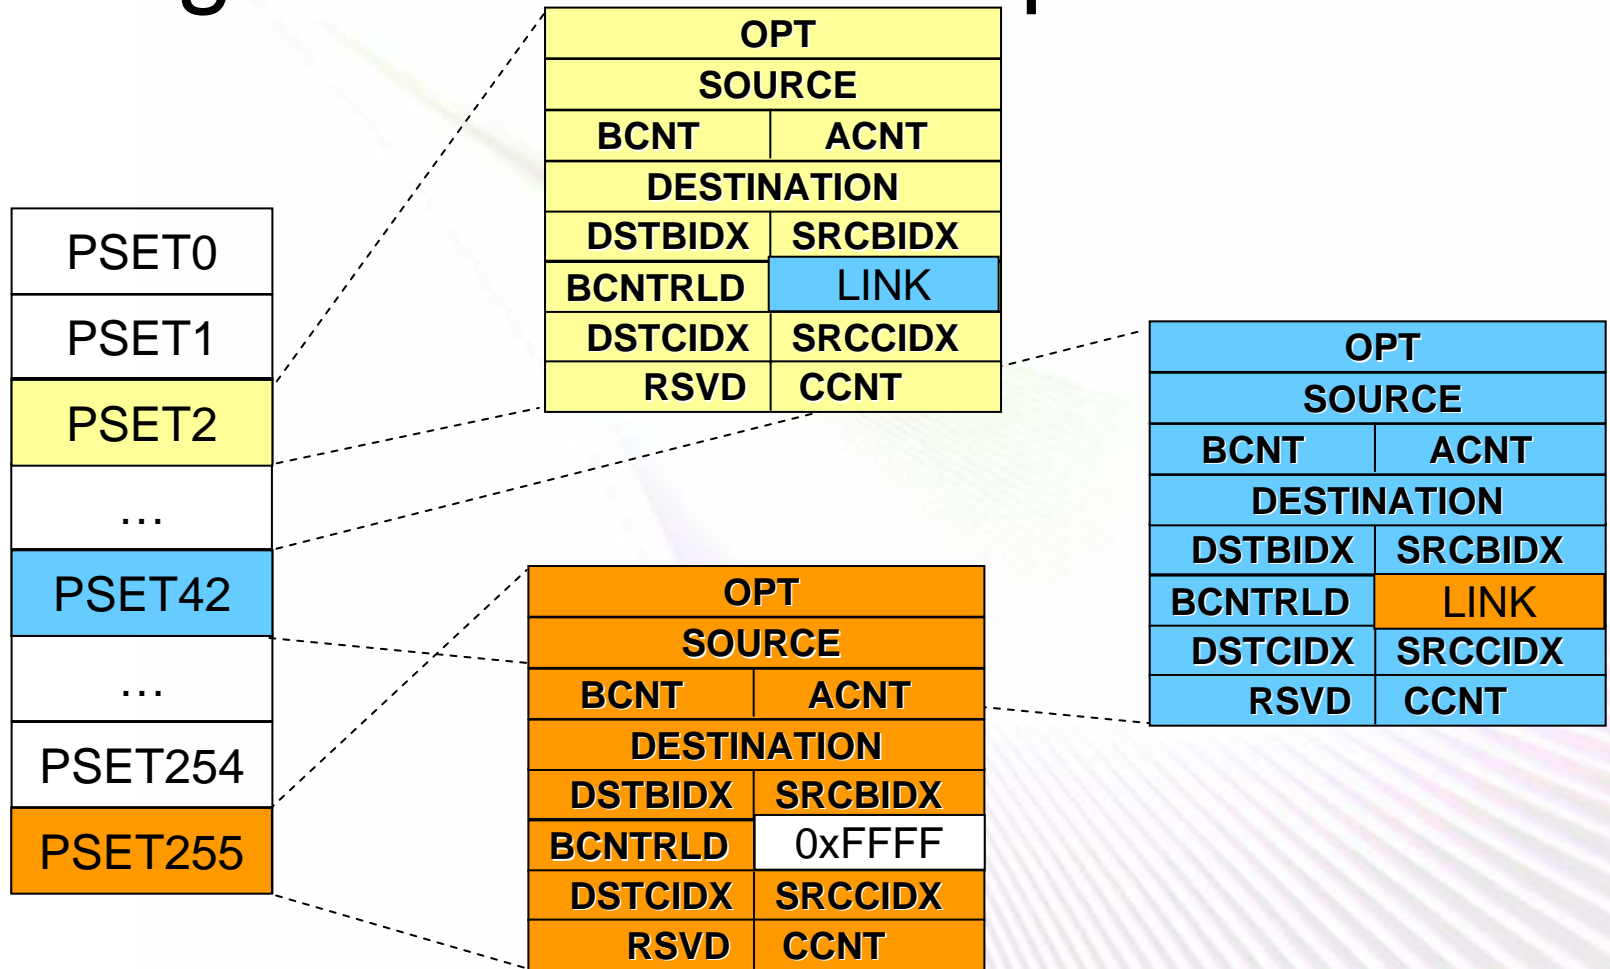 OPT
SOURCE
BCNT ACNT
DESTINATION
DSTBIDX SRCBIDX
BCNTRLD LINK
DSTCIDX SRCCIDX
RSVD CCNT
PSET0
PSET1
PSET2
...
PSET42
...
PSET254
PSET255
OPT
SOURCE
BCNT ACNT
DESTINATION
DSTBIDX SRCBIDX
BCNTRLD LINK
DSTCIDX SRCCIDX
RSVD CCNT
OPT
SOURCE
BCNT ACNT
DESTINATION
DSTBIDX SRCBIDX
BCNTRLD 0xFFFF
DSTCIDX SRCCIDX
RSVD CCNT